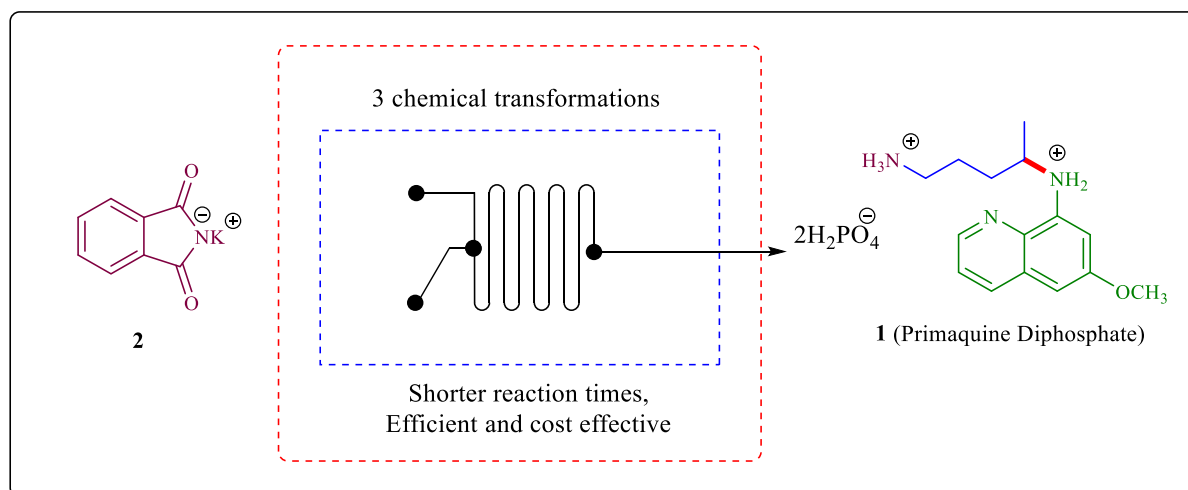 3 chemical transformations
O
⊖ ⊕
NK
O
2
Shorter reaction times,
Efficient and cost effective
⊕
H₃N
⊕
NH₂
N
OCH₃
⊖
2H₂PO₄
1 (Primaquine Diphosphate)